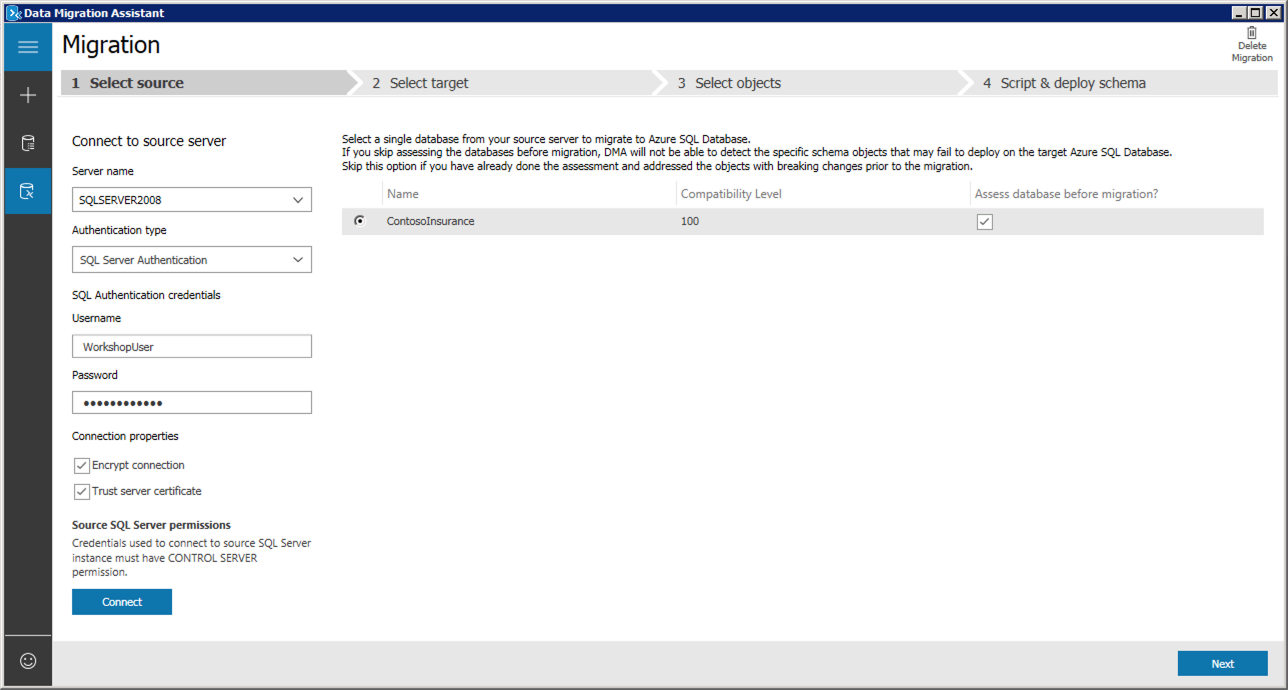 Data Migration Assistant
Migration
Delete
Migration
1 Select source
2 Select target
3 Select objects
4 Script & deploy schema
Connect to source server
Server name
SQLSERVER2008
Authentication type
SQL Server Authentication
SQL Authentication credentials
Username
WorkshopUser
Password
●●●●●●●●●●●●
Connection properties
Encrypt connection
Trust server certificate
Source SQL Server permissions
Credentials used to connect to source SQL Server
instance must have CONTROL SERVER
permission.
Connect
Select a single database from your source server to migrate to Azure SQL Database.
If you skip assessing the databases before migration, DMA will not be able to detect the specific schema objects that may fail to deploy on the target Azure SQL Database.
Skip this option if you have already done the assessment and addressed the objects with breaking changes prior to the migration.
Name Compatibility Level Assess database before migration?
ContosoInsurance 100
Next